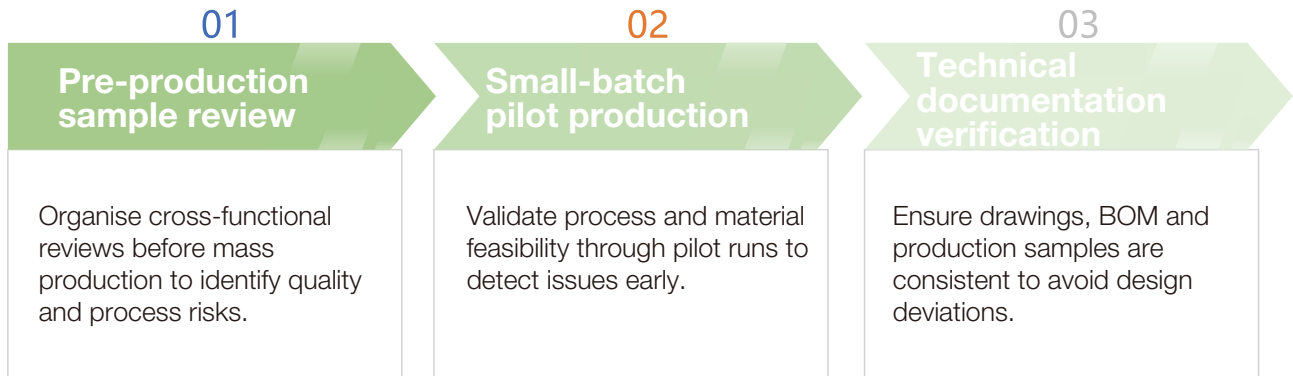 01
Pre-production
sample review
Organise cross-functional
reviews before mass
production to identify quality
and process risks.
02
Small-batch
pilot production
Validate process and material
feasibility through pilot runs to
detect issues early.
03
Technical
documentation
verification
Ensure drawings, BOM and
production samples are
consistent to avoid design
deviations.